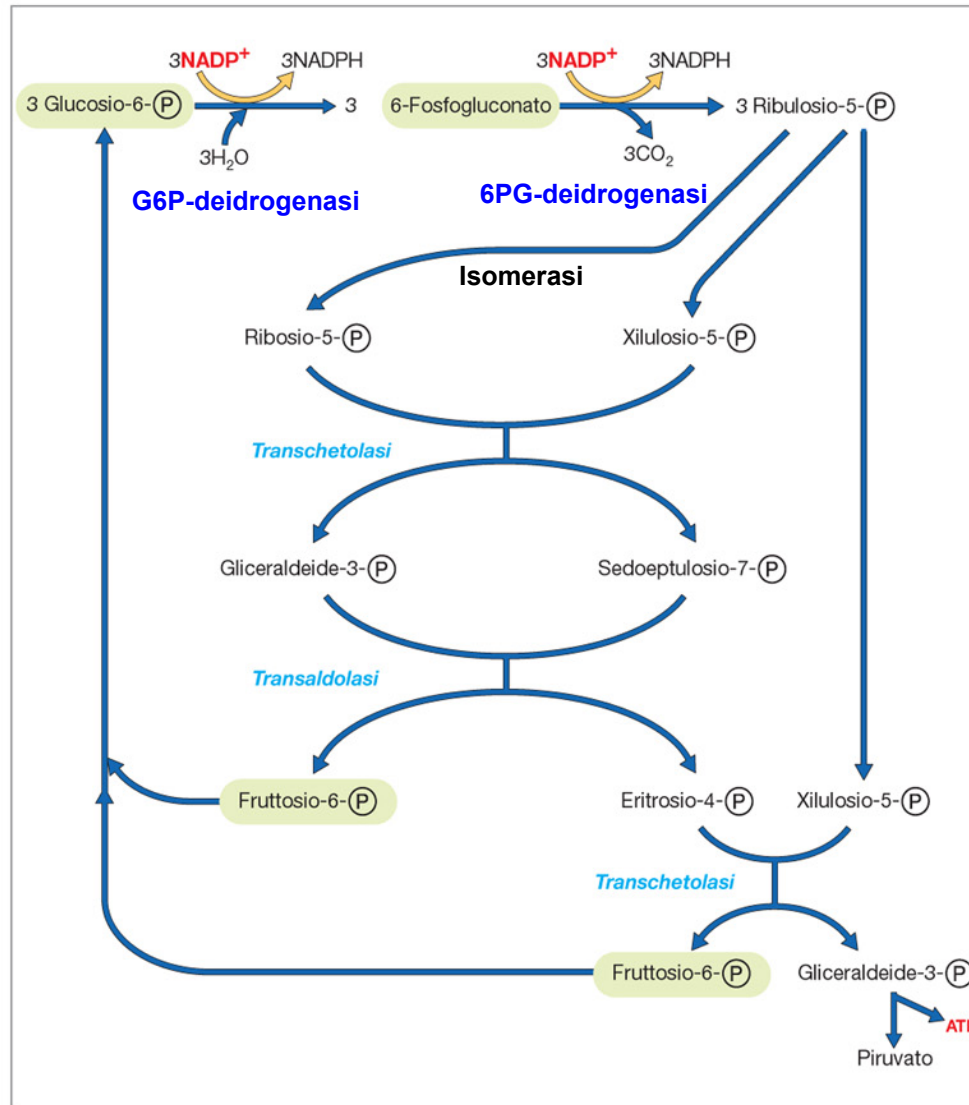 3NADP+ 3NADPH 3NADP+ 3NADPH
3 Glucosio-6-P 3 6-Fosfogluconato 3 Ribulosio-5-P
3H2O 3CO2
G6P-deidrogenasi 6PG-deidrogenasi
Isomerasi
Ribosio-5-P Xilulosio-5-P
Transchetolasi
Gliceraldeide-3-P Sedoeptulosio-7-P
Transaldolasi
Fruttosio-6-P Eritrosio-4-P Xilulosio-5-P
Transchetolasi
Fruttosio-6-P Gliceraldeide-3-P
AT
Piruvato